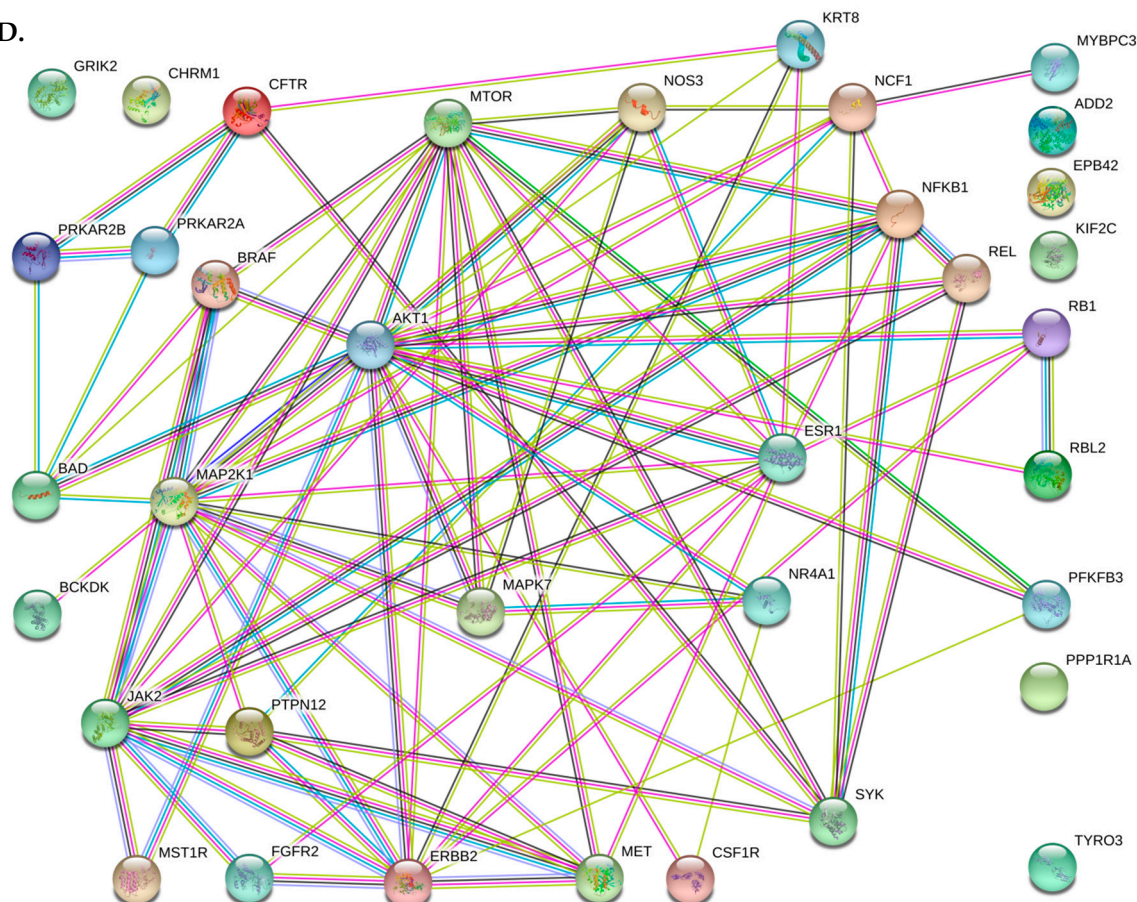 D.
KRT8
MYBPC3
GRIK2
CHRM1
CFTR
MTOR
NOS3
NCF1
ADD2
EPB42
NFKB1
PRKAR2B
PRKAR2A
BRAF
KIF2C
REL
AKT1
RB1
ESR1
RBL2
BAD
MAP2K1
BCKDK
MAPK7
NR4A1
PFKFB3
PPP1R1A
JAK2
PTPN12
SYK
MST1R
FGFR2
ERBB2
MET
CSF1R
TYRO3